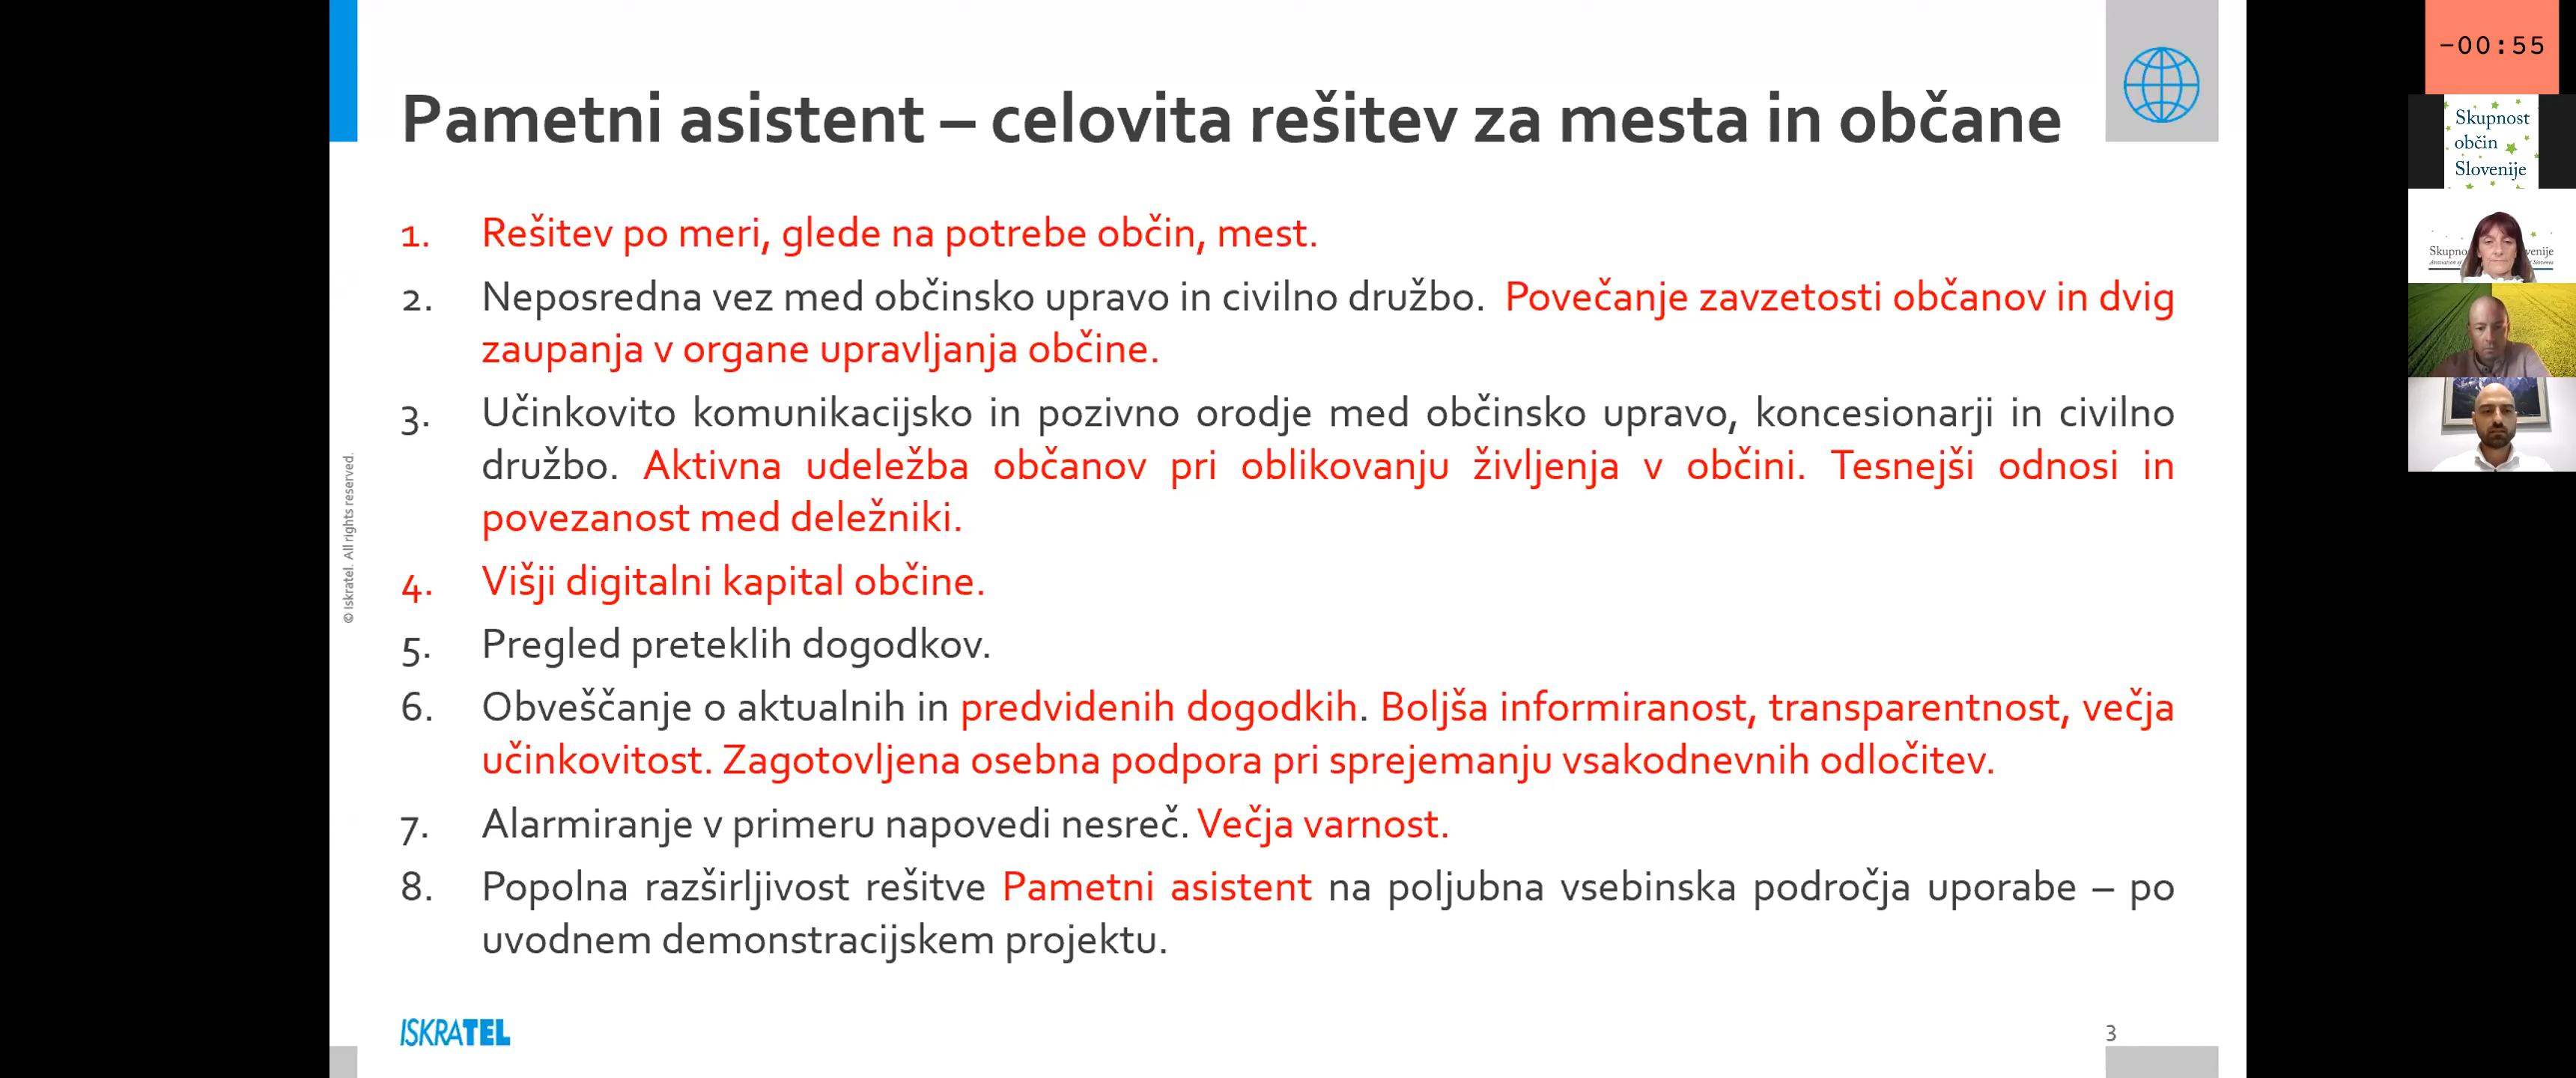 Pametni asistent – celovita rešitev za mesta in občane
1. Rešitev po meri, glede na potrebe občin, mest.
2. Neposredna vez med občinsko upravo in civilno družbo. Povečanje zavzetosti občanov in dvig
zaupanja v organe upravljanja občine.
3. Učinkovito komunikacijsko in pozivno orodje med občinsko upravo, koncesionarji in civilno
družbo. Aktivna udeležba občanov pri oblikovanju življenja v občini. Tesnejši odnosi in
povezanost med deležniki.
4. Višji digitalni kapital občine.
5. Pregled preteklih dogodkov.
6. Obveščanje o aktualnih in predvidenih dogodkih. Boljša informiranost, transparentnost, večja
učinkovitost. Zagotovljena osebna podpora pri sprejemanju vsakodnevnih odločitev.
7. Alarmiranje v primeru napovedi nesreč. Večja varnost.
8. Popolna razširljivost rešitve Pametni asistent na poljubna vsebinska področja uporabe – po
uvodnem demonstracijskem projektu.
© Iskratel. All rights reserved.
ISKRATEL
3
-00:55
Skupnost
občin
Slovenije